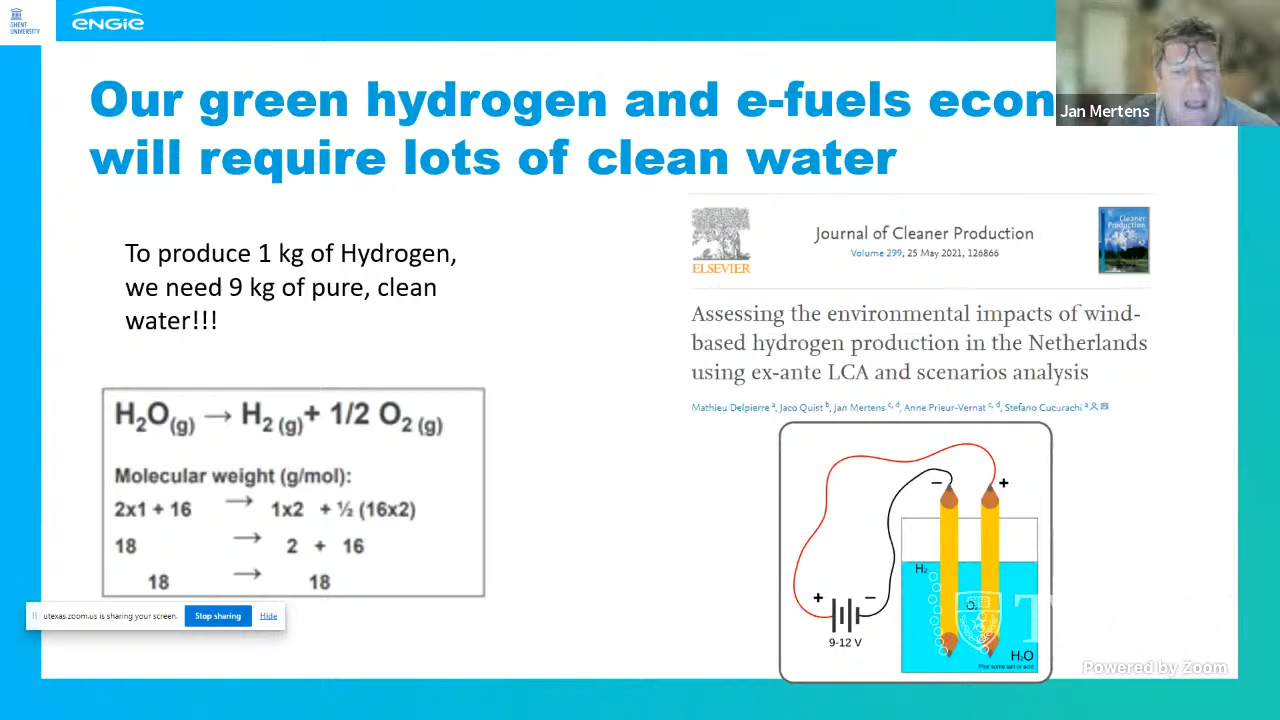 GHENT
UNIVERSITY
ENGIE
Our green hydrogen and e-fuels econ
will require lots of clean water
Jan Mertens
To produce 1 kg of Hydrogen,
we need 9 kg of pure, clean
water!!!
H₂O(g) → H₂ (g)+ 1/2 O₂ (g)
Molecular weight (g/mol):
2x1 + 16 → 1x2 + ½ (16x2)
18 → 2 + 16
18 → 18
utexas.zoom.us is sharing your screen. Stop sharing Hide
ELSEVIER
Journal of Cleaner Production
Volume 299, 25 May 2021, 126866
Cleaner
Production
Assessing the environmental impacts of wind-
based hydrogen production in the Netherlands
using ex-ante LCA and scenarios analysis
Mathieu Delpierre a, Jaco Quist b, Jan Mertens c, d, Anne Prieur-Vernat c, d, Stefano Cucurachi a
− +
H₂
O₂
+ −
9-12 V
H₂O
Plus some salt or acid
Powered by Zoom